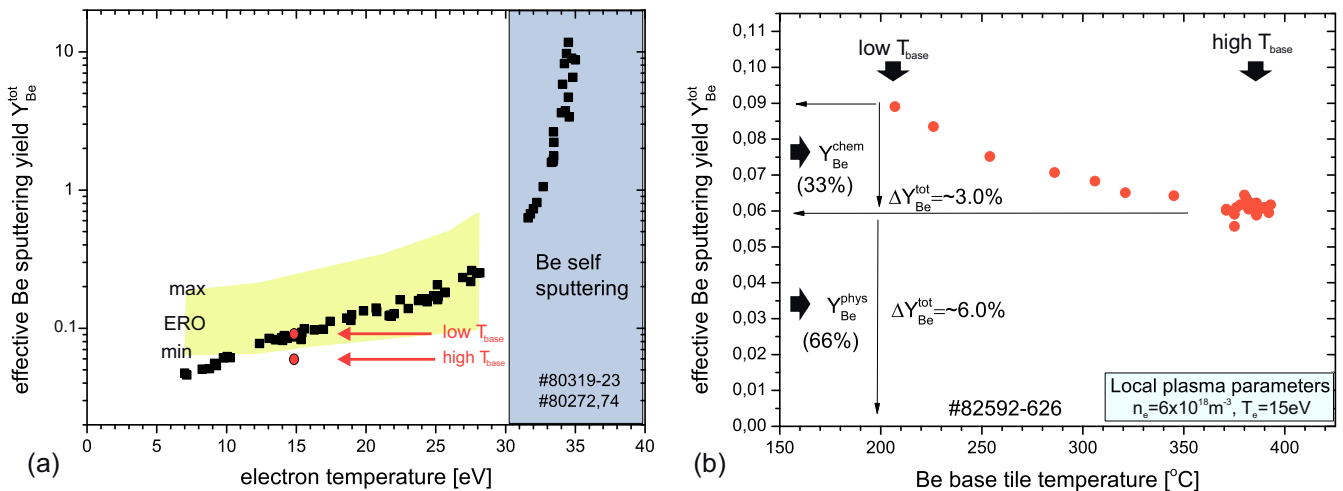 effective Be sputtering yield Y^tot_Be
10
1
0.1
max
ERO
min
low T_base
high T_base
Be self
sputtering
#80319-23
#80272,74
0 5 10 15 20 25 30 35 40
(a) electron temperature [eV]
effective Be sputtering yield Y^tot_Be
0,11
0,10
0,09
0,08
0,07
0,06
0,05
0,04
0,03
0,02
0,01
0,00
low T_base
high T_base
Y^chem_Be
(33%)
ΔY^tot_Be=~3.0%
Y^phys_Be
(66%)
ΔY^tot_Be=~6.0%
#82592-626
Local plasma parameters
n_e=6x10^18m^-3, T_e=15eV
150 200 250 300 350 400
(b) Be base tile temperature [°C]